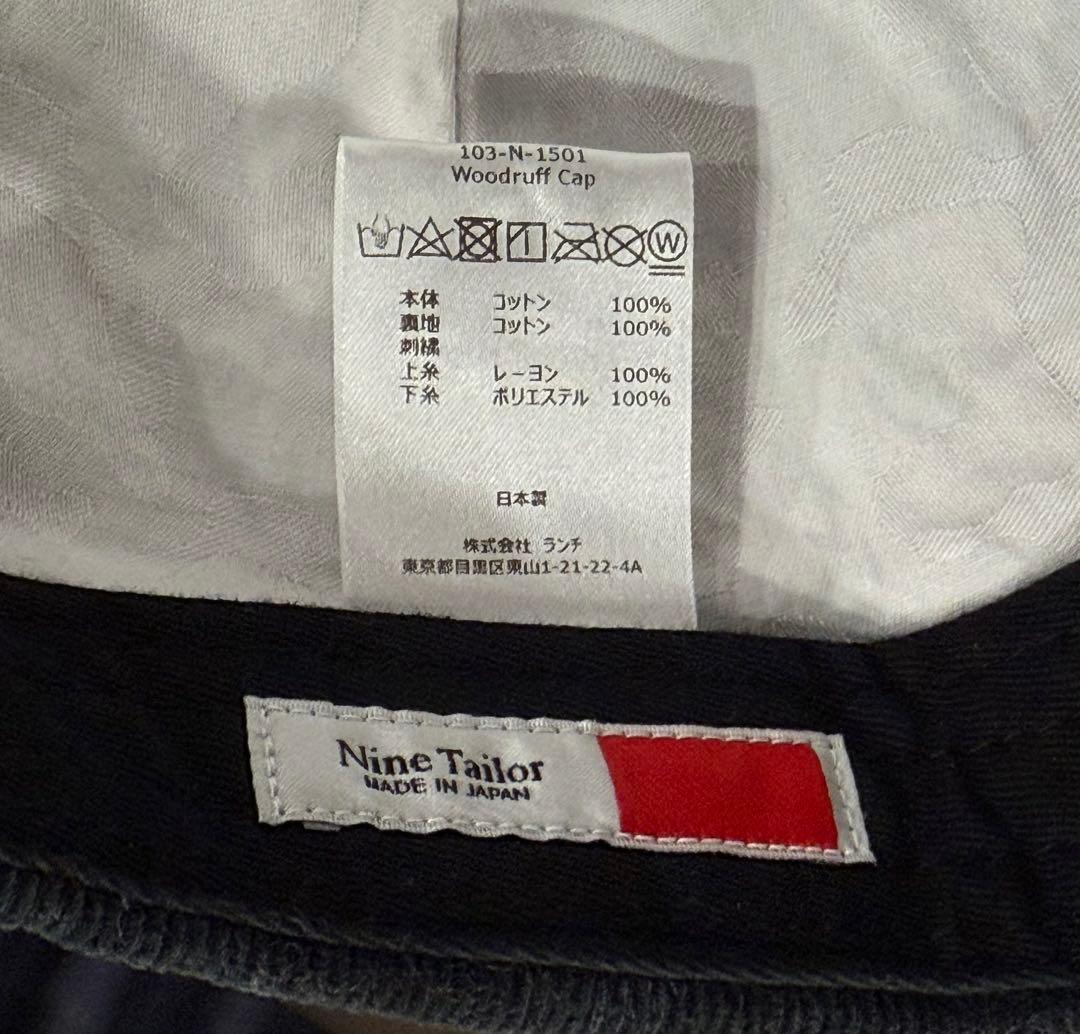 103-N-1501
Woodruff Cap
W
本体 コットン 100%
裏地 コットン 100%
刺繍
上糸 レーヨン 100%
下糸 ポリエステル 100%
日本製
株式会社 ランチ
東京都目黒区東山1-21-22-4A
Nine Tailor
MADE IN JAPAN